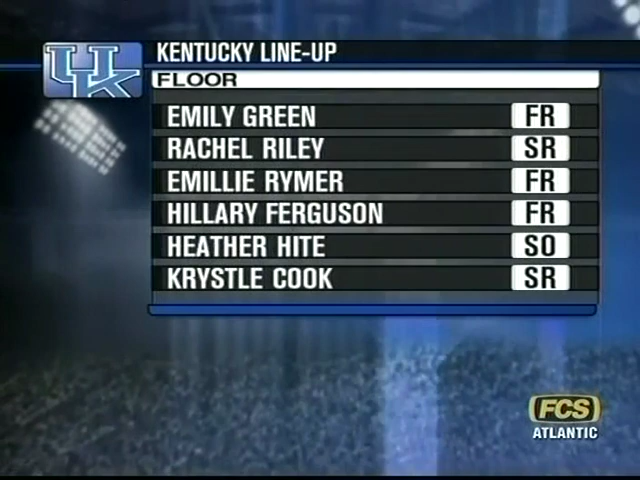 UK
KENTUCKY LINE-UP
FLOOR
EMILY GREEN FR
RACHEL RILEY SR
EMILLIE RYMER FR
HILLARY FERGUSON FR
HEATHER HITE SO
KRYSTLE COOK SR
FCS
ATLANTIC